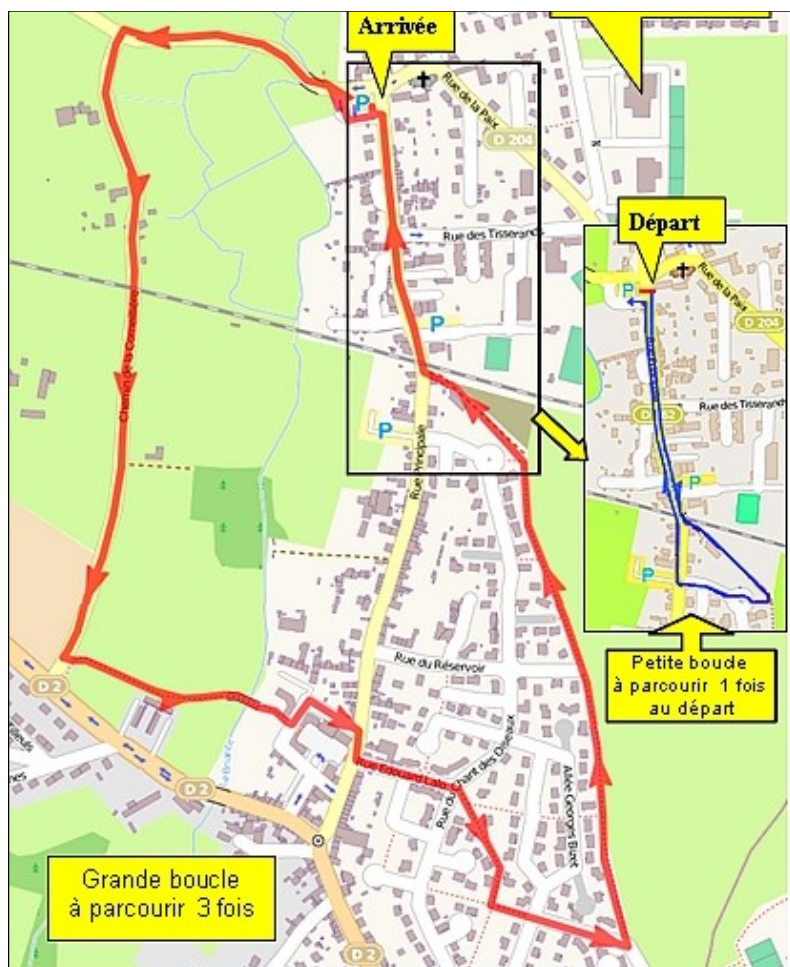 Arrivée
P
Rue de la Paix
D 204
Rue des Tisserands
Départ
P
Rue de la Paix
D 204
Rue des Tisserands
P
P
P
P
Chemin de la Corneillière
Rue Principale
Petite boucle
à parcourir 1 fois
au départ
Rue du Réservoir
D 2
Rue du Chant des Oiseaux
Rue Edouard Lalo
Allée Georges Bizet
D 2
Grande boucle
à parcourir 3 fois
D 2